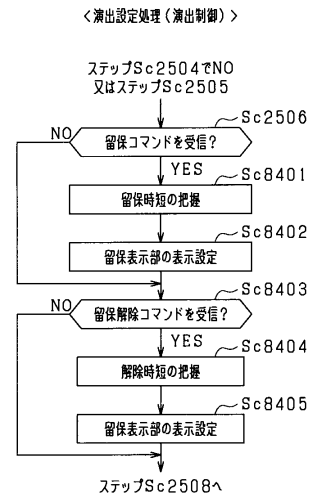 <演出設定処理(演出制御)>
ステップSc2504でNO
又はステップSc2505
Sc2506
NO
留保コマンドを受信?
YES
Sc8401
留保時短の把握
Sc8402
留保表示部の表示設定
Sc8403
NO
留保解除コマンドを受信?
YES
Sc8404
解除時短の把握
Sc8405
留保表示部の表示設定
ステップSc2508へ